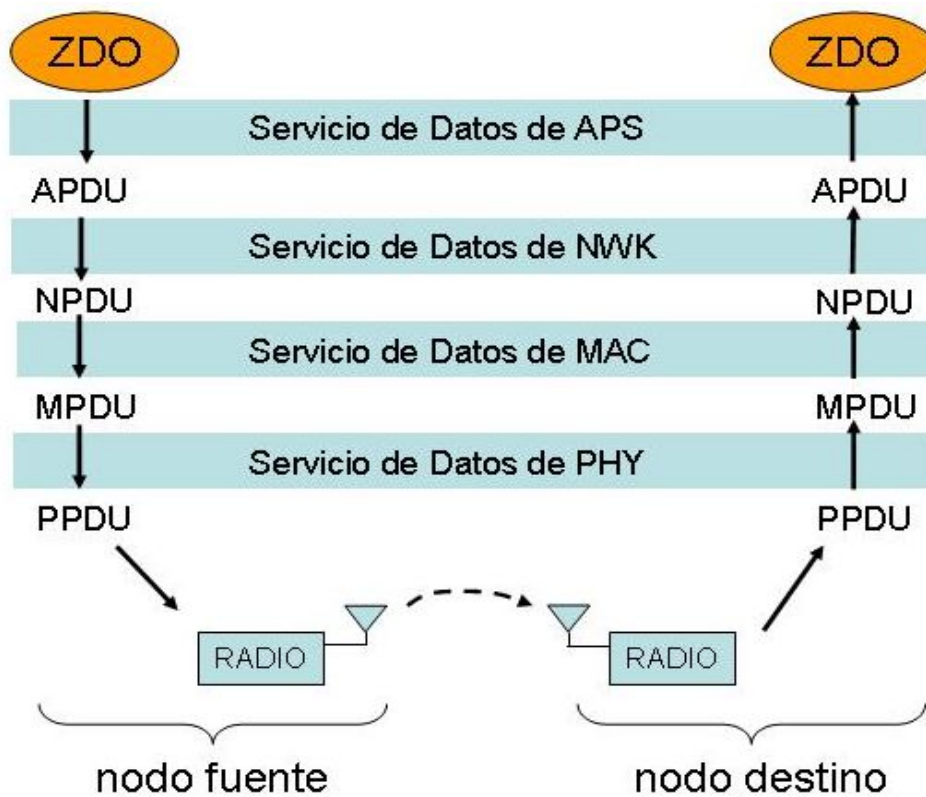 ZDO ZDO
Servicio de Datos de APS
APDU APDU
Servicio de Datos de NWK
NPDU NPDU
Servicio de Datos de MAC
MPDU MPDU
Servicio de Datos de PHY
PPDU PPDU
RADIO RADIO
nodo fuente nodo destino